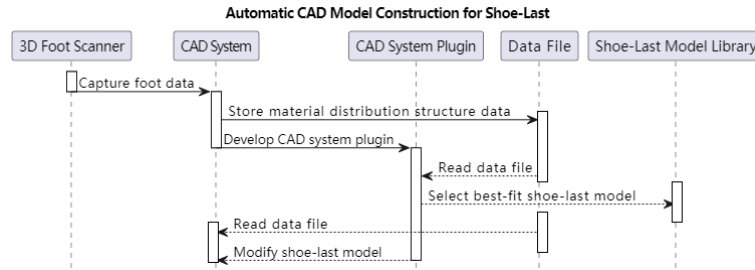 Automatic CAD Model Construction for Shoe-Last
3D Foot Scanner
CAD System
CAD System Plugin
Data File
Shoe-Last Model Library
Capture foot data
Store material distribution structure data
Develop CAD system plugin
Read data file
Select best-fit shoe-last model
Read data file
Modify shoe-last model